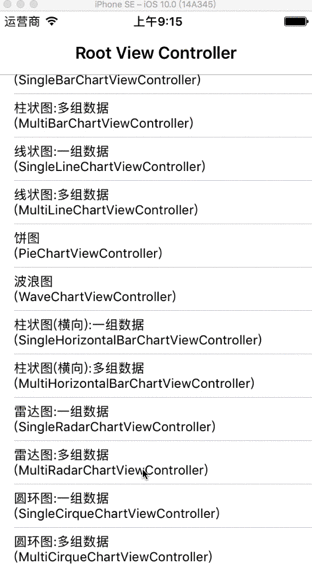 iPhone SE – iOS 10.0 (14A345)
运营商 上午9:15
Root View Controller
(SingleBarChartViewController)
柱状图:多组数据
(MultiBarChartViewController)
线状图:一组数据
(SingleLineChartViewController)
线状图:多组数据
(MultiLineChartViewController)
饼图
(PieChartViewController)
波浪图
(WaveChartViewController)
柱状图(横向):一组数据
(SingleHorizontalBarChartViewController)
柱状图(横向):多组数据
(MultiHorizontalBarChartViewController)
雷达图:一组数据
(SingleRadarChartViewController)
雷达图:多组数据
(MultiRadarChartViewController)
圆环图:一组数据
(SingleCirqueChartViewController)
圆环图:多组数据
(MultiCirqueChartViewController)